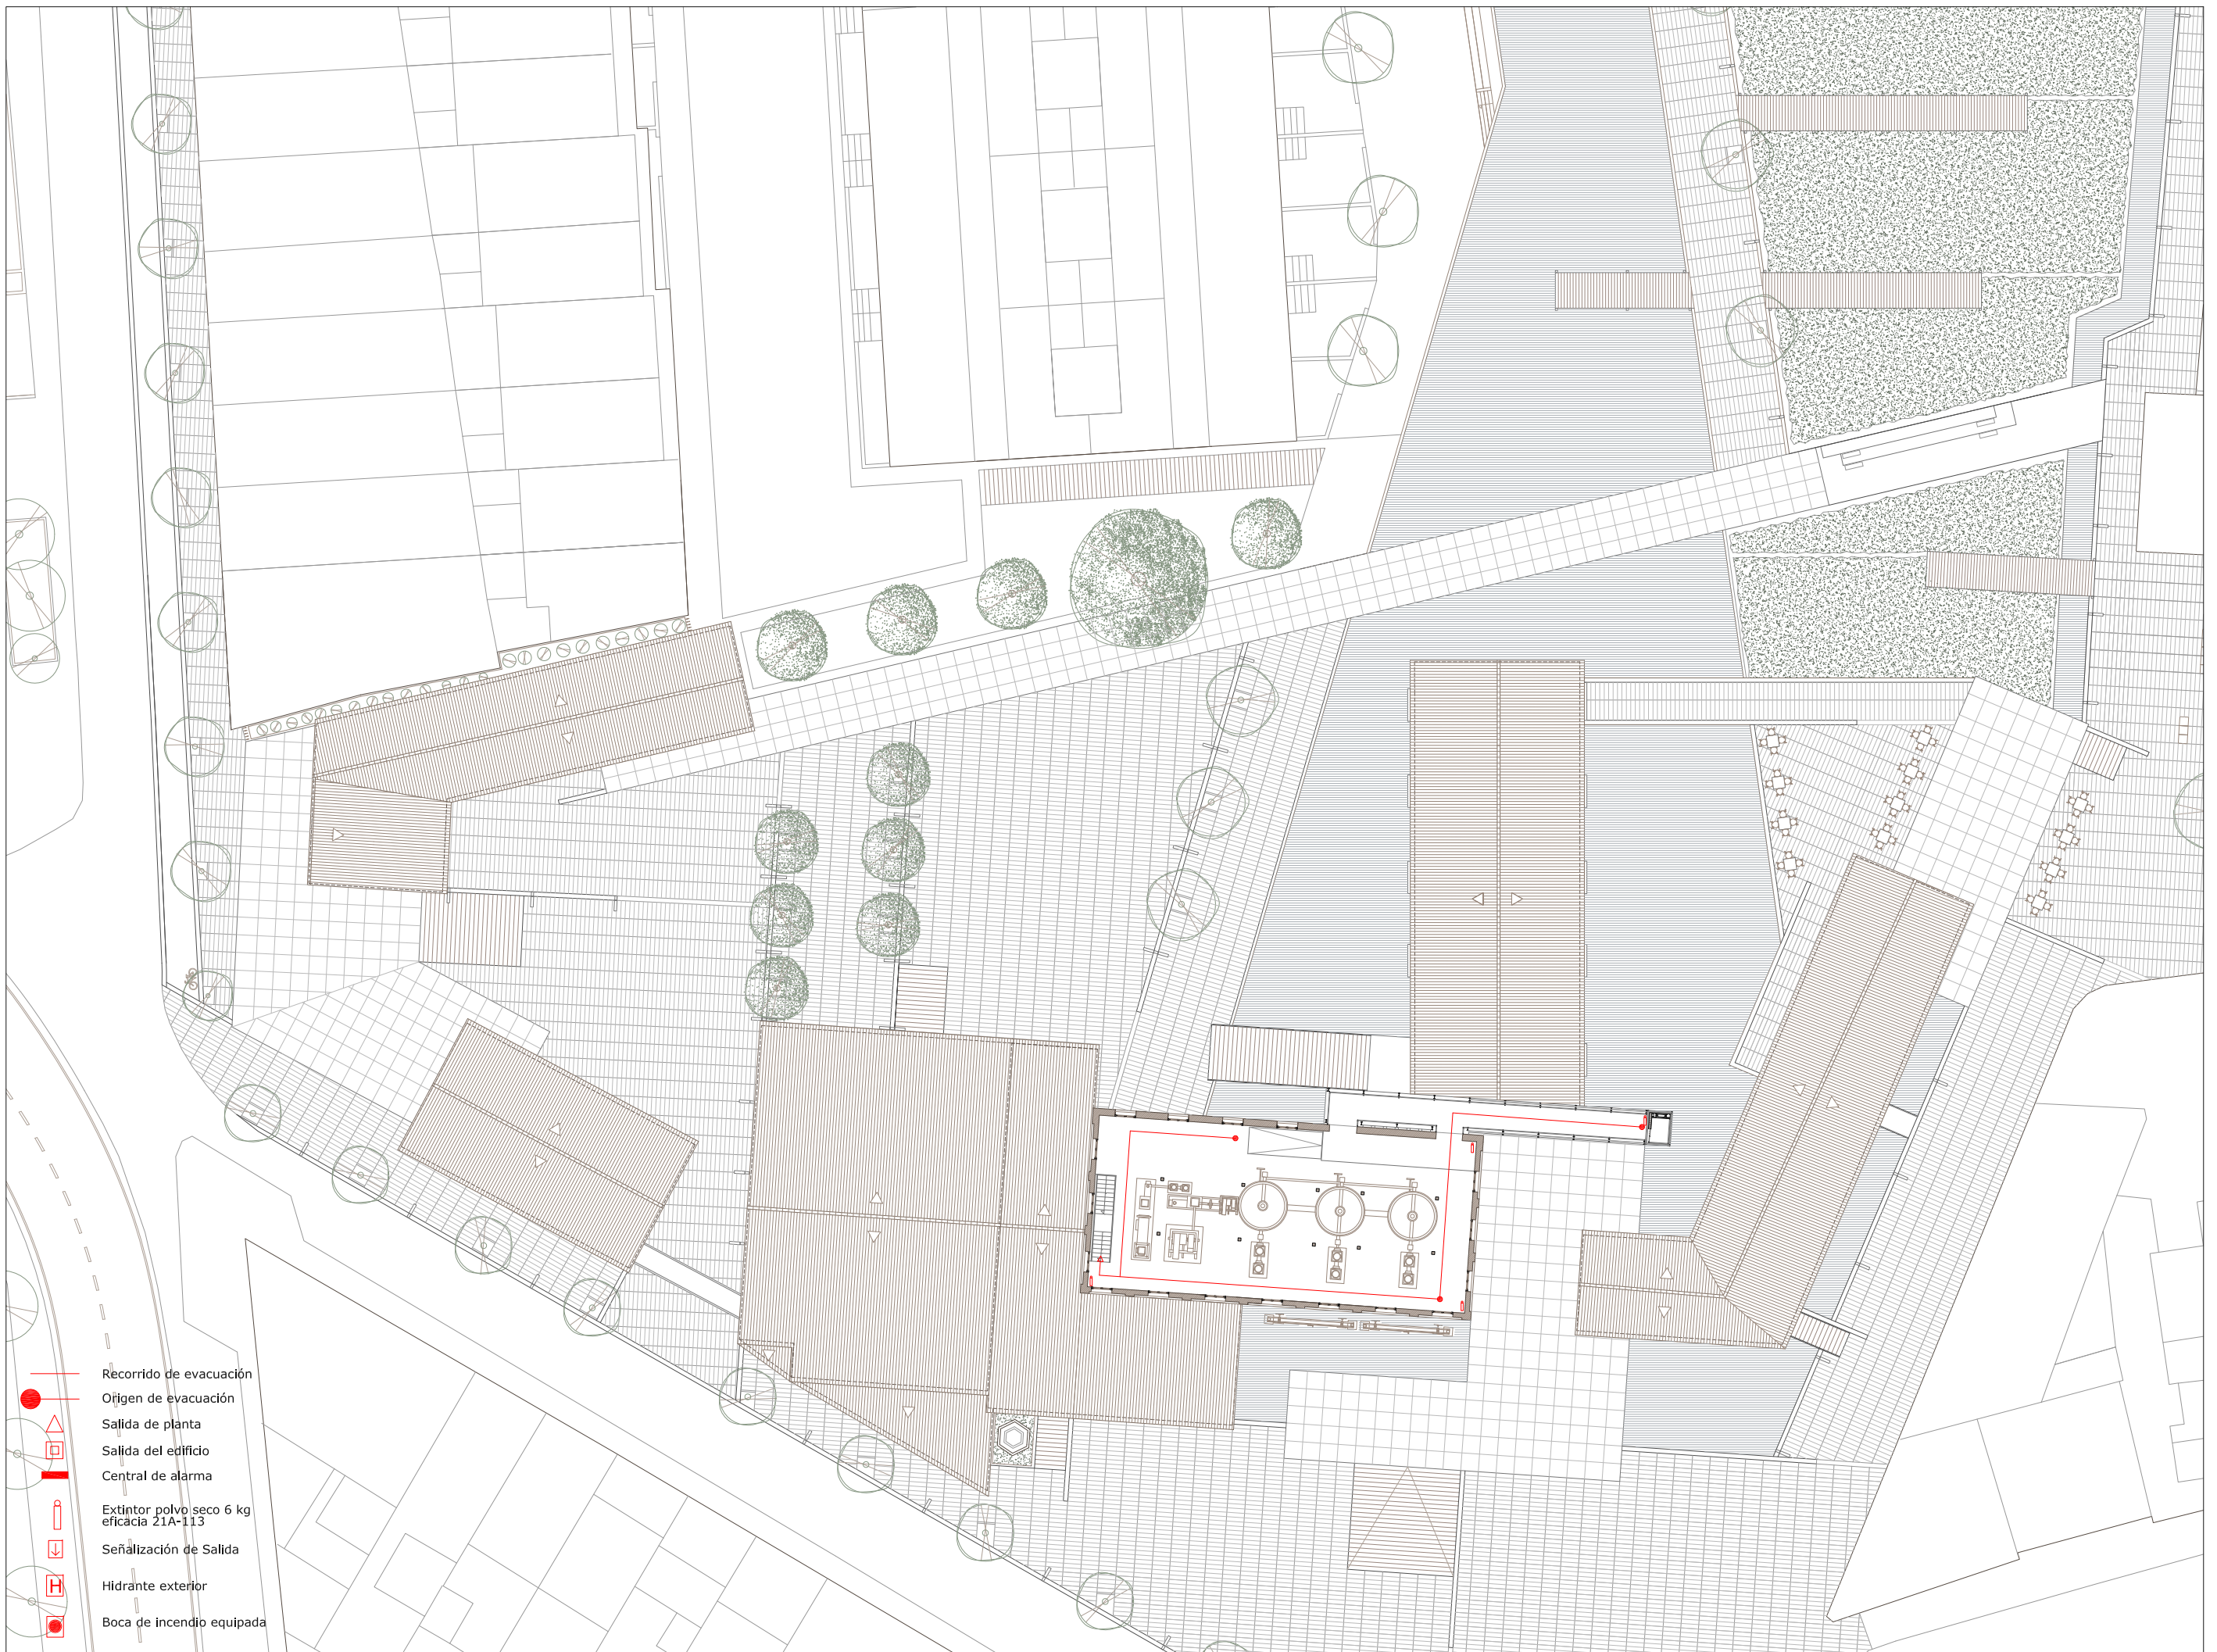 Recorrido de evacuación
Origen de evacuación
Salida de planta
Salida del edificio
Central de alarma
Extintor polvo seco 6 kg
eficacia 21A-113
Señalización de Salida
H Hidrante exterior
Boca de incendio equipada